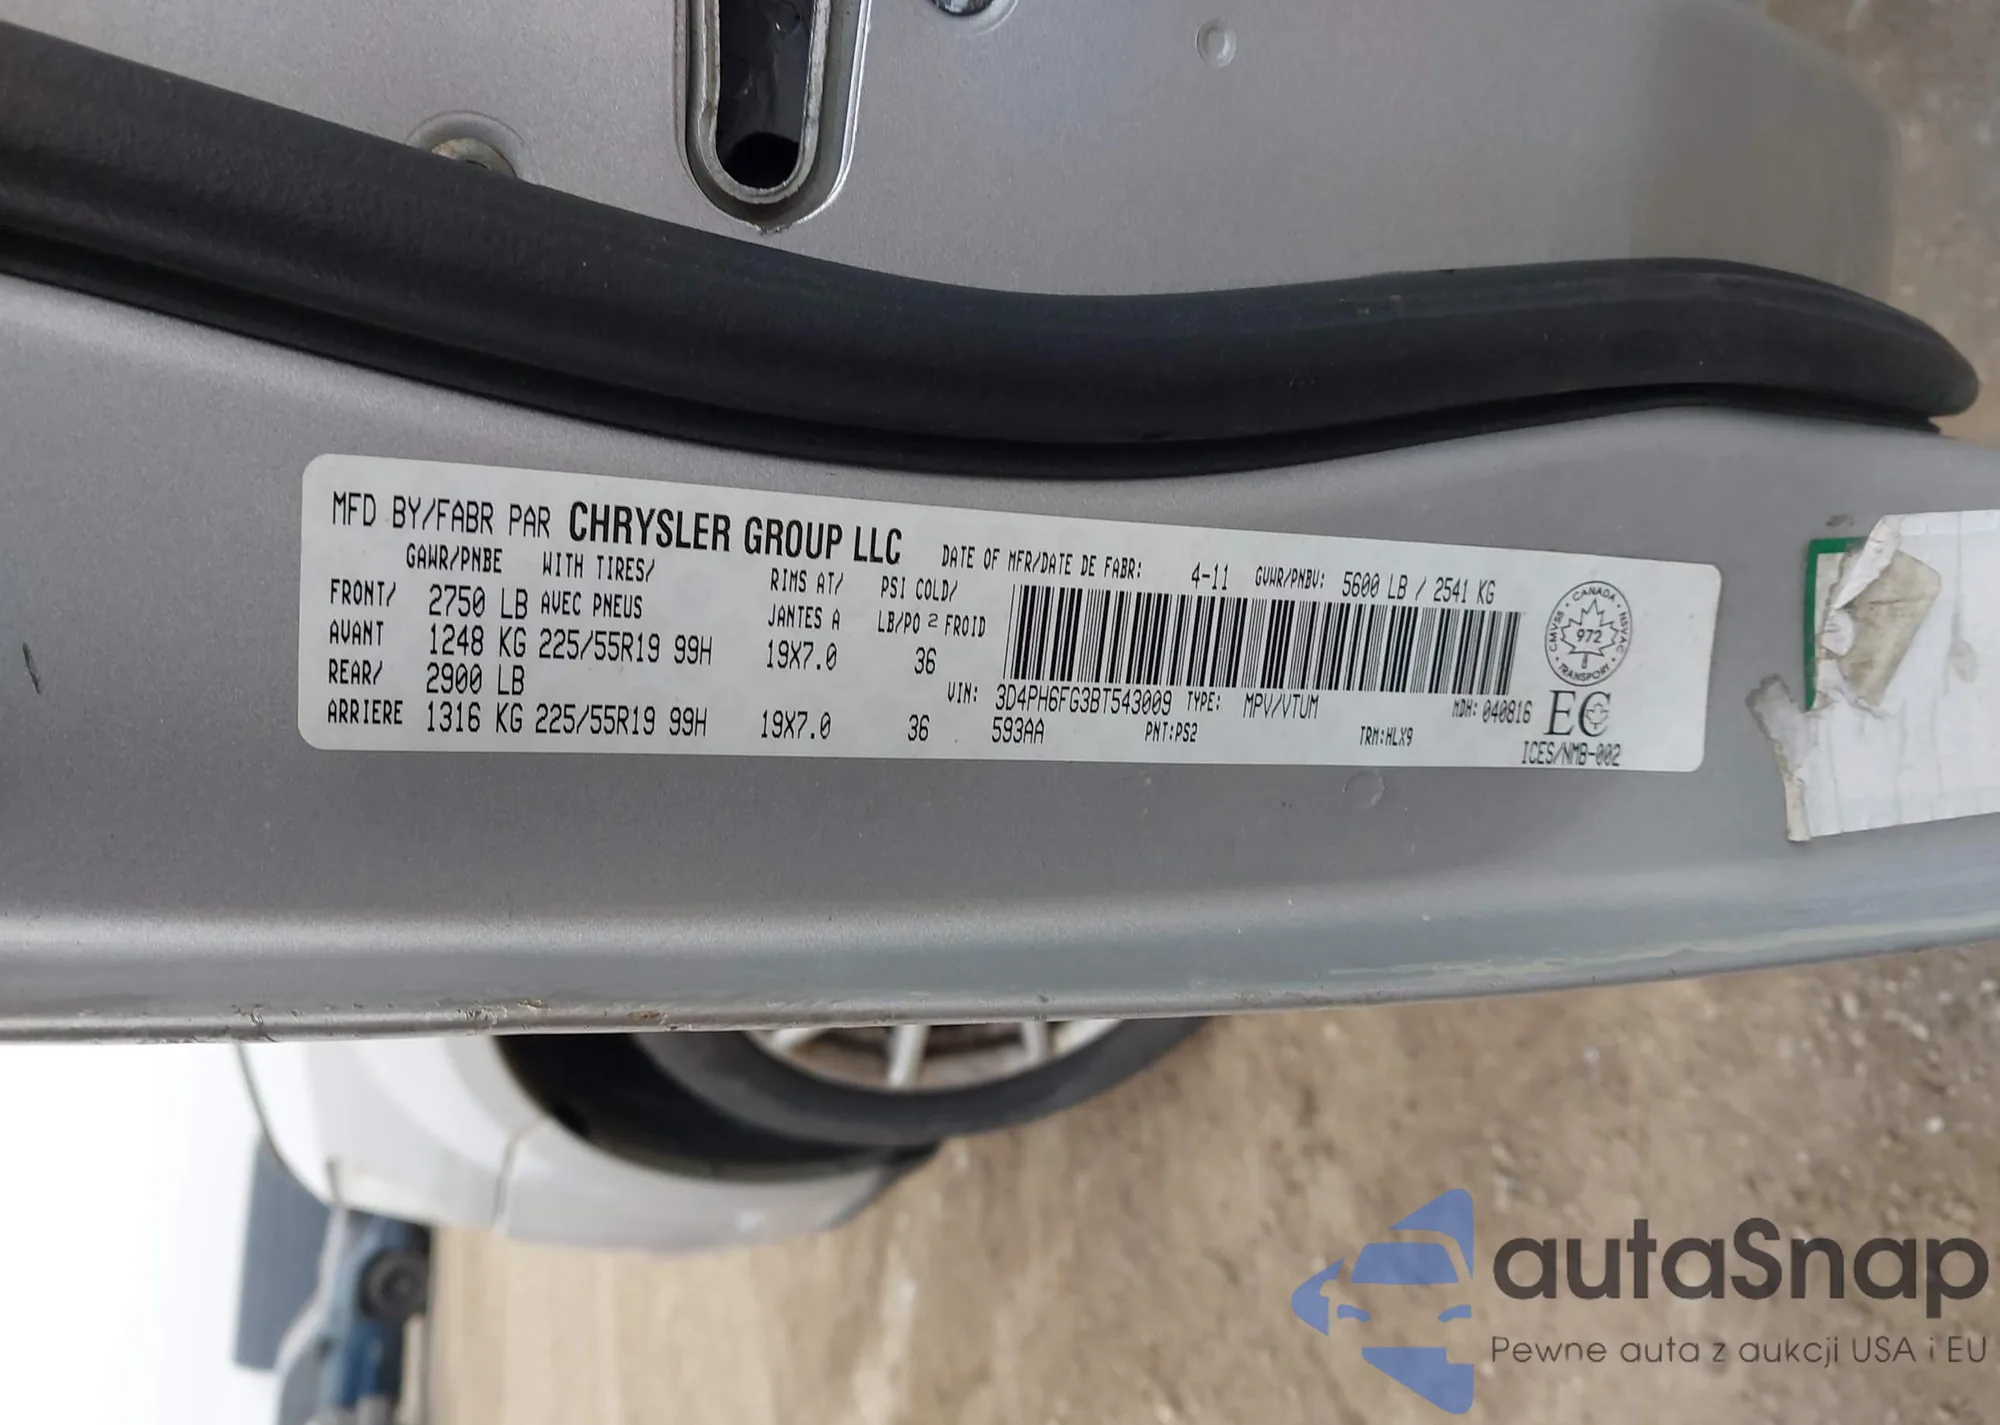 MFD BY/FABR PAR CHRYSLER GROUP LLC
DATE OF MFR/DATE DE FABR: 4-11 GVWR/PNBV: 5600 LB / 2541 KG
GAWR/PNBE WITH TIRES/ RIMS AT/ PSI COLD/
FRONT/ 2750 LB AVEC PNEUS JANTES A LB/PO 2 FROID
AVANT 1248 KG 225/55R19 99H 19X7.0 36
REAR/ 2900 LB
ARRIERE 1316 KG 225/55R19 99H 19X7.0 36
VIN: 3D4PH6FG3BT543009 TYPE: MPV/VTUM MDH: 040816
593AA PNT:PS2 TRM:HLX9
CANADA
CMVSS NSVAC
972
TRANSPORT
EC
ICES/NMB-002
autaSnap
Pewne auta z aukcji USA i EU